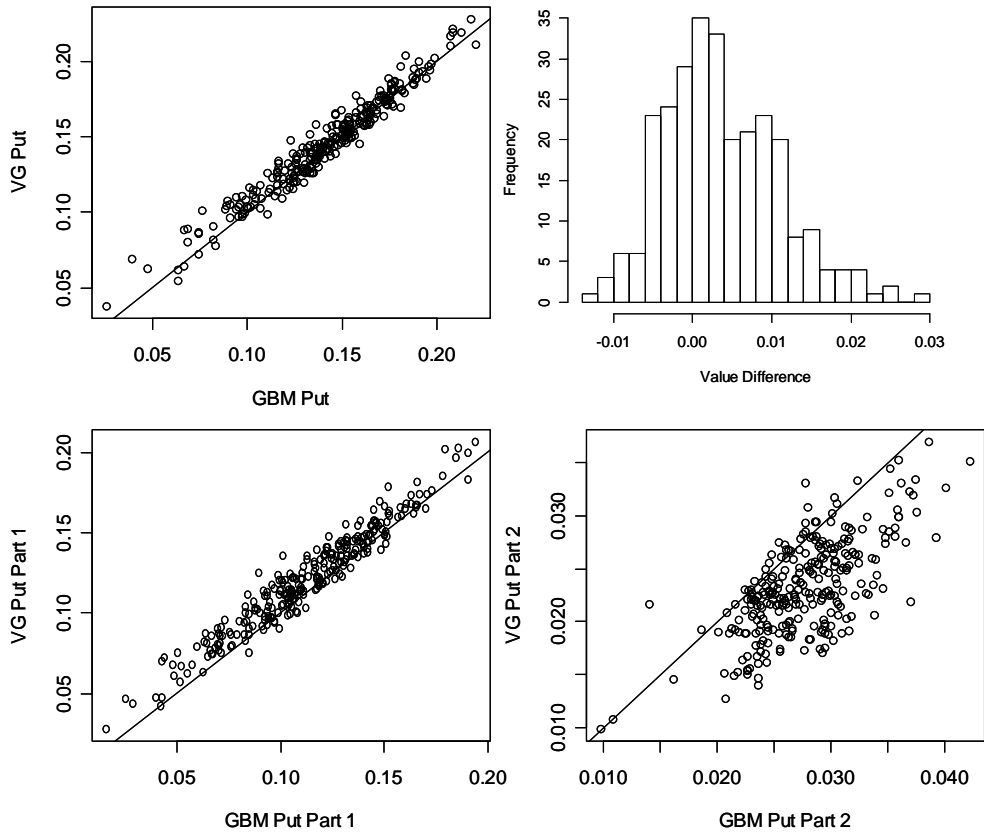 0.20
0.15
0.10
0.05
VG Put
0.05 0.10 0.15 0.20
GBM Put
35
30
25
20
15
10
5
0
Frequency
-0.01 0.00 0.01 0.02 0.03
Value Difference
0.20
0.15
0.10
0.05
VG Put Part 1
0.05 0.10 0.15 0.20
GBM Put Part 1
0.030
0.020
0.010
VG Put Part 2
0.010 0.020 0.030 0.040
GBM Put Part 2